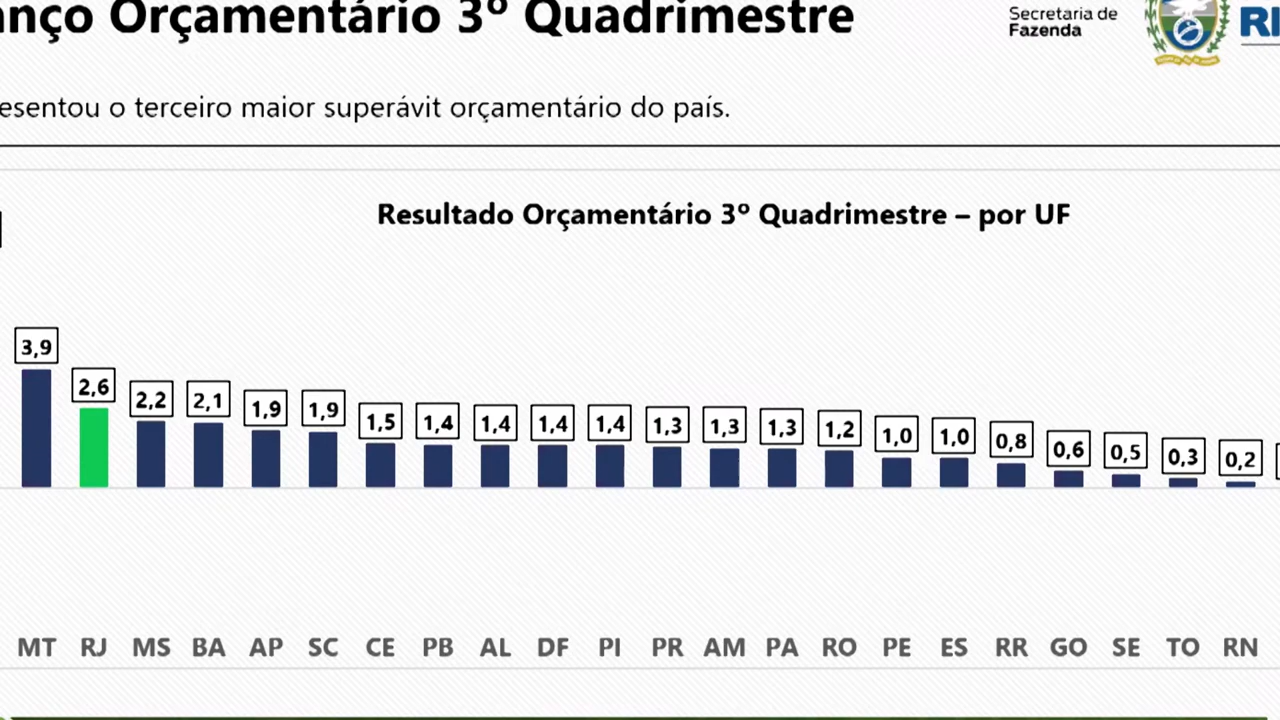 anço Orçamentário 3º Quadrimestre
Secretaria de
Fazenda
esentou o terceiro maior superávit orçamentário do país.
Resultado Orçamentário 3º Quadrimestre – por UF
3,9 2,6 2,2 2,1 1,9 1,9 1,5 1,4 1,4 1,4 1,4 1,3 1,3 1,3 1,2 1,0 1,0 0,8 0,6 0,5 0,3 0,2
MT RJ MS BA AP SC CE PB AL DF PI PR AM PA RO PE ES RR GO SE TO RN